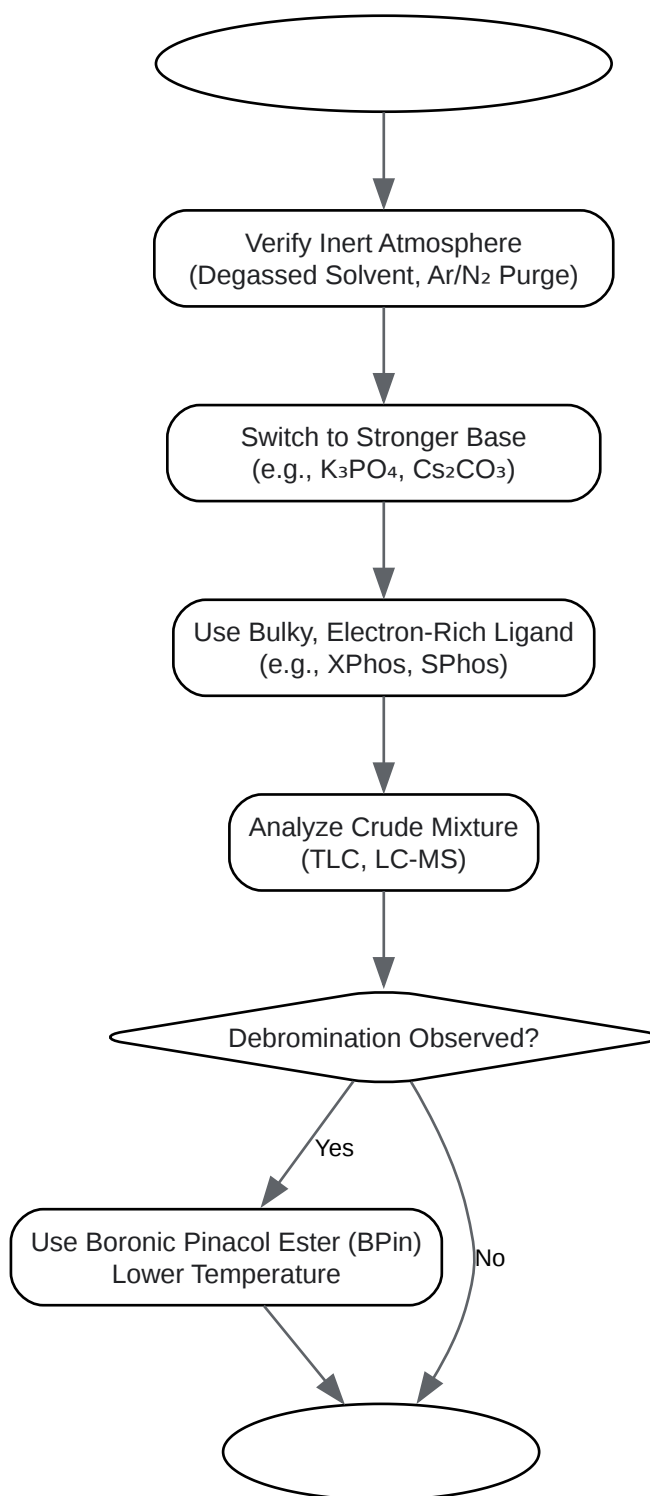 Verify Inert Atmosphere
(Degassed Solvent, Ar/N₂ Purge)
Switch to Stronger Base
(e.g., K₃PO₄, Cs₂CO₃)
Use Bulky, Electron-Rich Ligand
(e.g., XPhos, SPhos)
Analyze Crude Mixture
(TLC, LC-MS)
Debromination Observed?
Yes
Use Boronic Pinacol Ester (BPin)
Lower Temperature
No